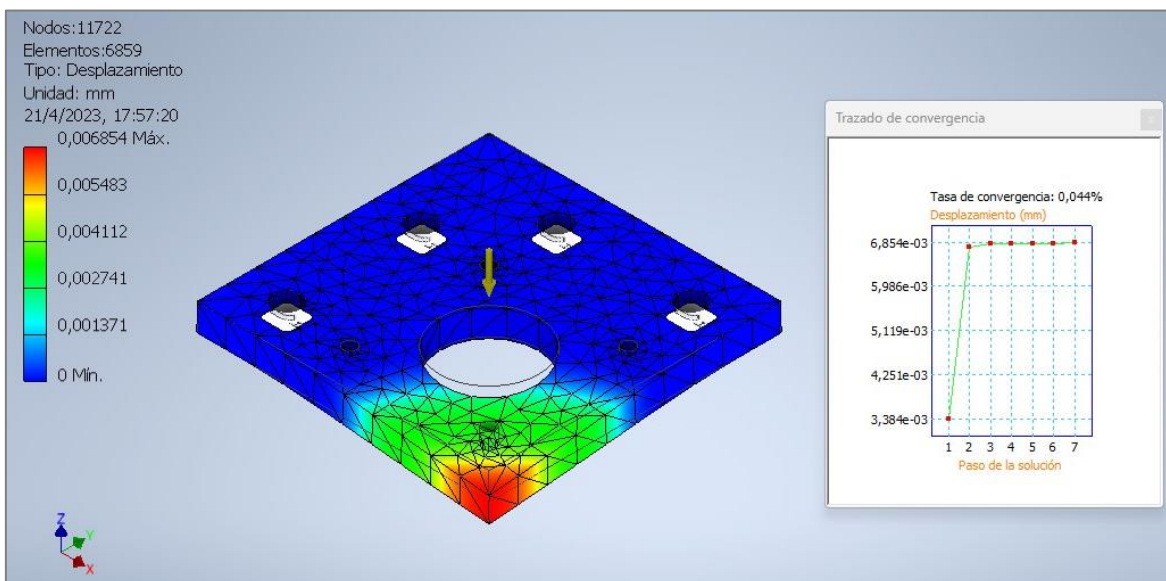 Nodos:11722
Elementos:6859
Tipo: Desplazamiento
Unidad: mm
21/4/2023, 17:57:20
0,006854 Máx.
0,005483
0,004112
0,002741
0,001371
0 Mín.
Z
Y
X
Trazado de convergencia
x
Tasa de convergencia: 0,044%
Desplazamiento (mm)
6,854e-03
5,986e-03
5,119e-03
4,251e-03
3,384e-03
1 2 3 4 5 6 7
Paso de la solución